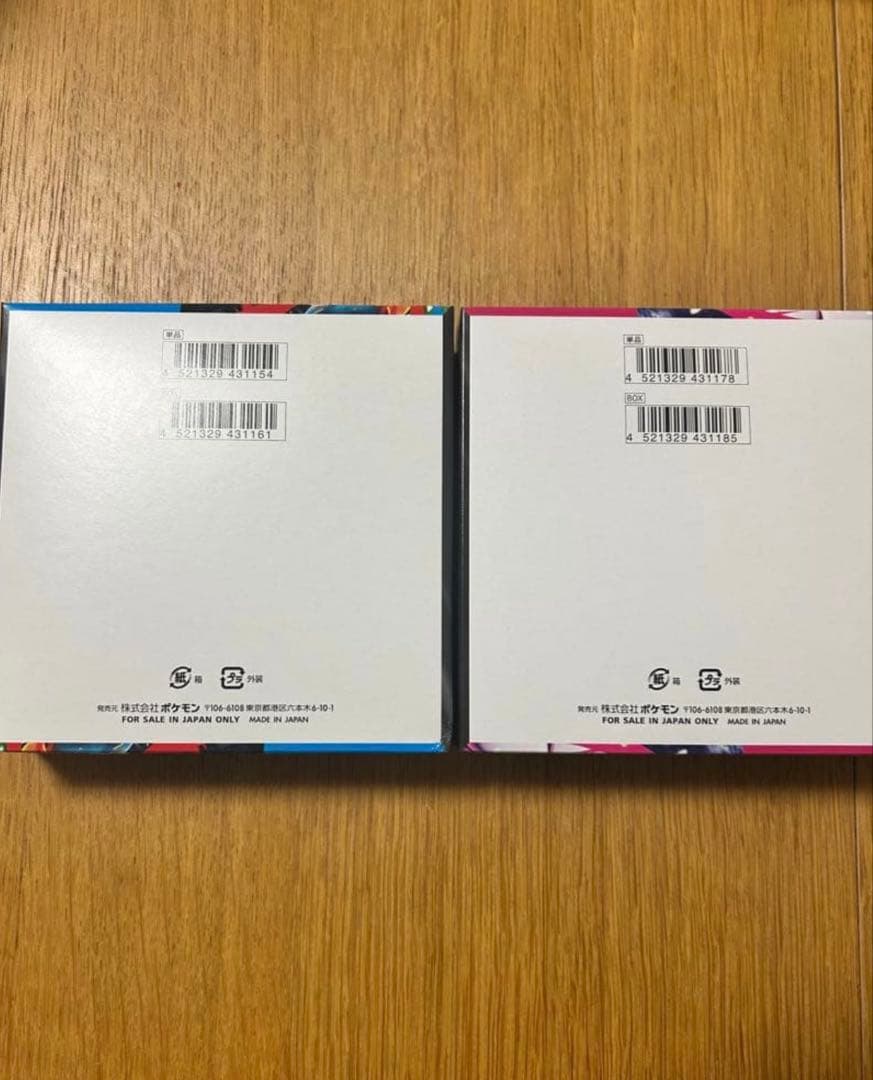 単品
4 521329 431154
4 521329 431161
紙 箱 プラ 外装
発売元 株式会社ポケモン 〒106-6108 東京都港区六本木6-10-1
FOR SALE IN JAPAN ONLY MADE IN JAPAN
単品
4 521329 431178
BOX
4 521329 431185
紙 箱 プラ 外装
発売元 株式会社ポケモン 〒106-6108 東京都港区六本木6-10-1
FOR SALE IN JAPAN ONLY MADE IN JAPAN